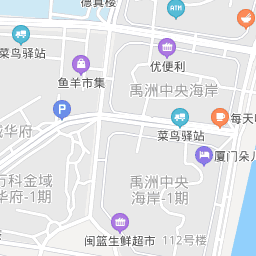 德真楼
ATM
菜鸟驿站
优便利
鱼羊市集
禹洲中央海岸
P
每天
菜鸟驿站
华府
厦门朵
万科金域
华府-1期
禹洲中央
海岸-1期
闽篮生鲜超市
112号楼